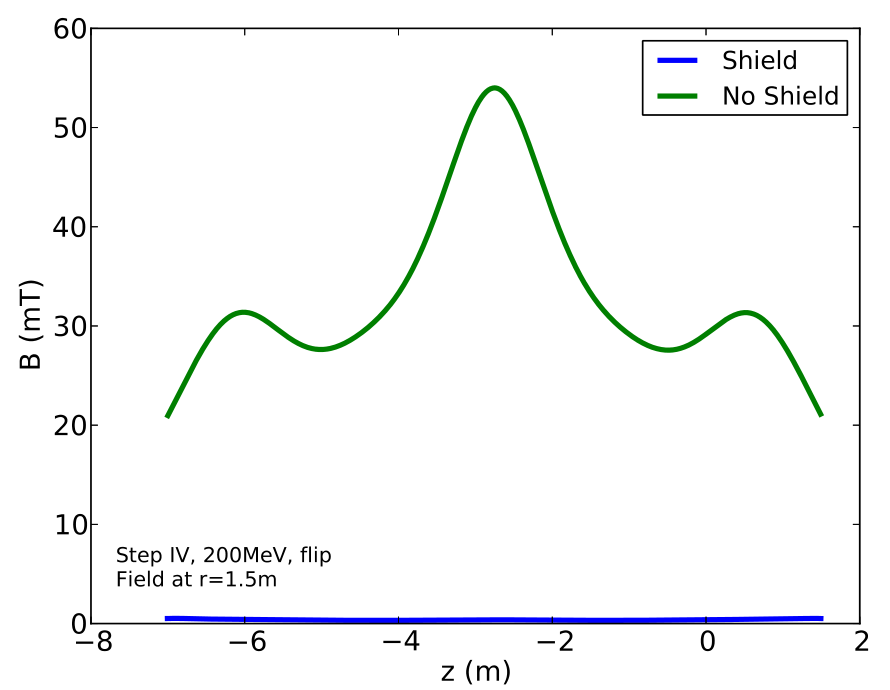 60
50
40
30
20
10
0
B (mT)
−8
−6
−4
−2
0
2
z (m)
Shield
No Shield
Step IV, 200MeV, flip
Field at r=1.5m